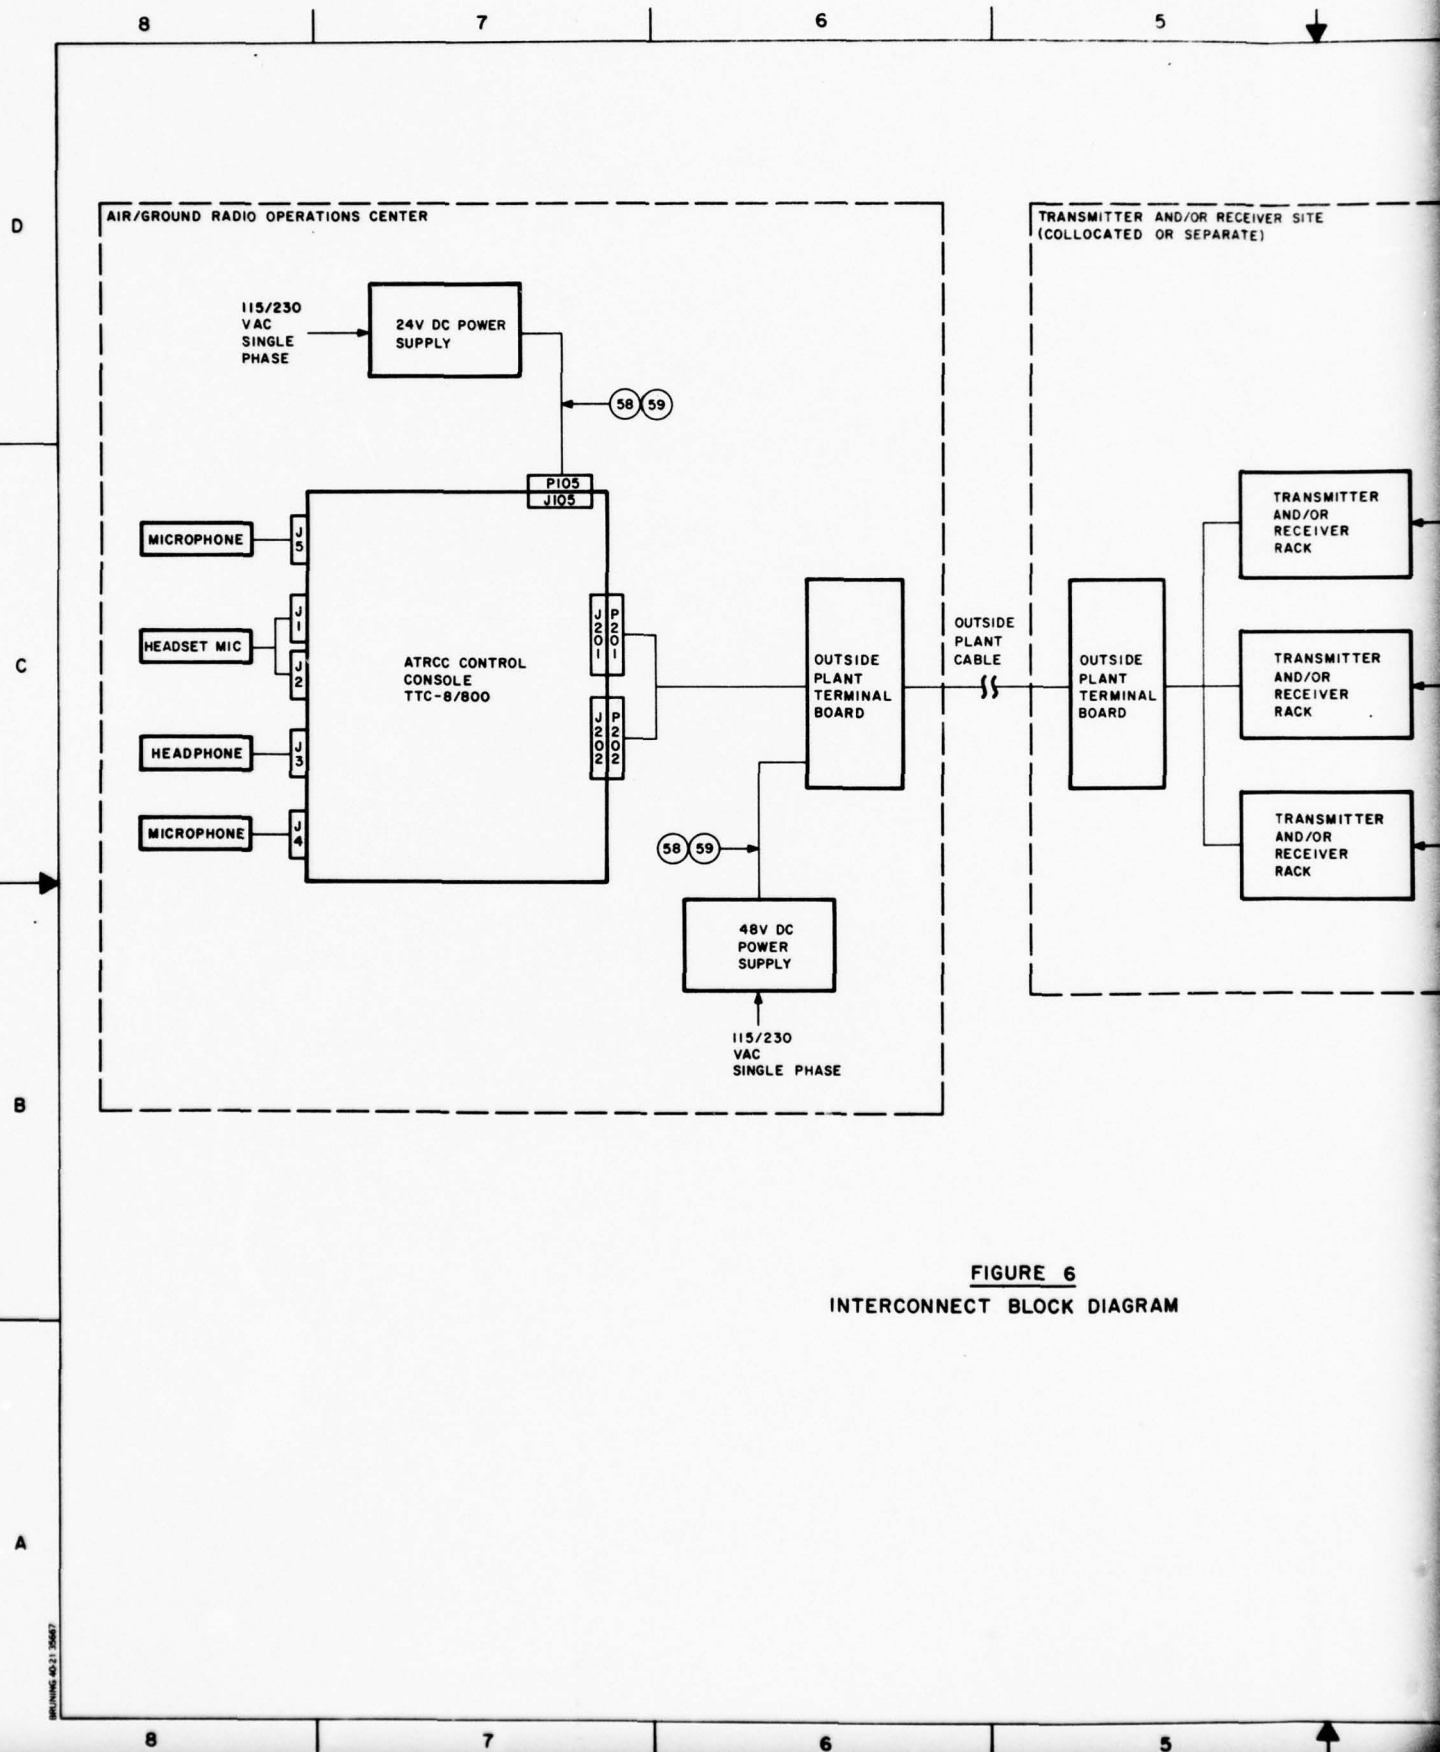 8 7 6 5
D
AIR/GROUND RADIO OPERATIONS CENTER
TRANSMITTER AND/OR RECEIVER SITE
(COLLOCATED OR SEPARATE)
115/230
VAC
SINGLE
PHASE
24V DC POWER
SUPPLY
58 59
P105
J105
MICROPHONE
J5
HEADSET MIC
J1
J2
HEADPHONE
J3
MICROPHONE
J4
C
ATRCC CONTROL
CONSOLE
TTC-8/800
J201
P201
J202
P202
OUTSIDE
PLANT
TERMINAL
BOARD
OUTSIDE
PLANT
CABLE
OUTSIDE
PLANT
TERMINAL
BOARD
TRANSMITTER
AND/OR
RECEIVER
RACK
TRANSMITTER
AND/OR
RECEIVER
RACK
TRANSMITTER
AND/OR
RECEIVER
RACK
58 59
48V DC
POWER
SUPPLY
115/230
VAC
SINGLE PHASE
B
FIGURE 6
INTERCONNECT BLOCK DIAGRAM
A
BRUNING 40-21 35667
8 7 6 5